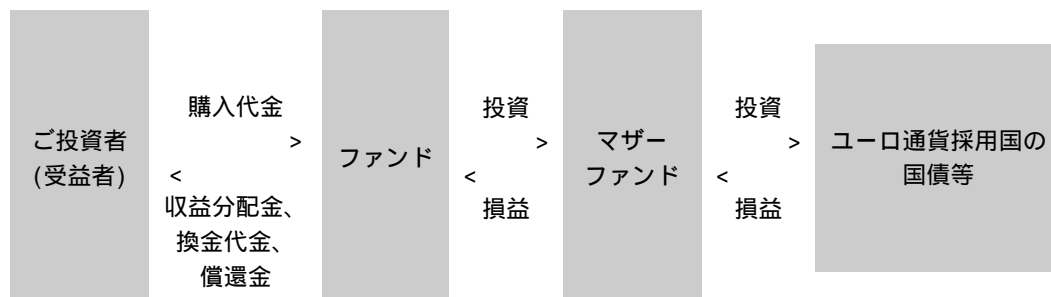 ご投資者
(受益者)
購入代金
>
<
収益分配金、
換金代金、
償還金
ファンド
投資
>
<
損益
マザー
ファンド
投資
>
<
損益
ユーロ通貨採用国の
国債等